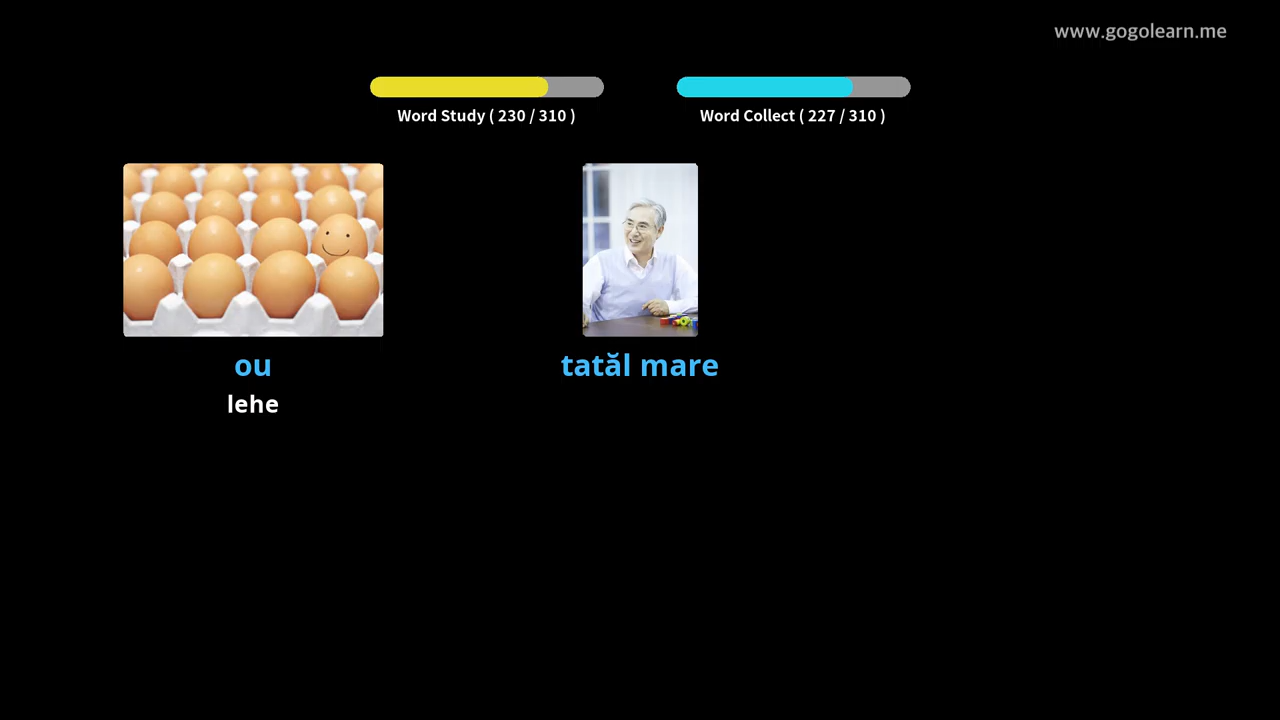 www.gogolearn.me
Word Study ( 230 / 310 )
Word Collect ( 227 / 310 )
ou
lehe
tatăl mare